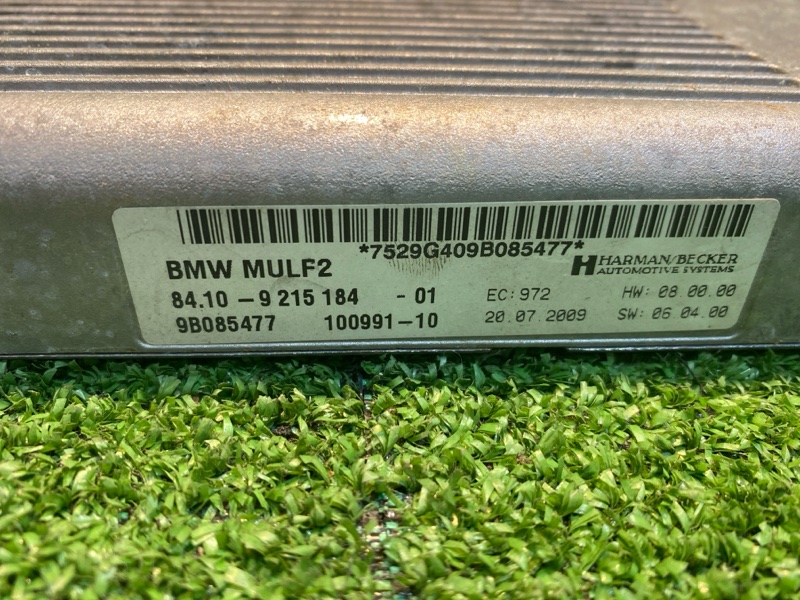 *7529G409B085477*
BMW MULF2
HARMAN/BECKER
AUTOMOTIVE SYSTEMS
84.10 - 9 215 184 - 01
EC: 972
HW: 08.00.00
9B085477 100991-10
20.07.2009
SW: 06.04.00